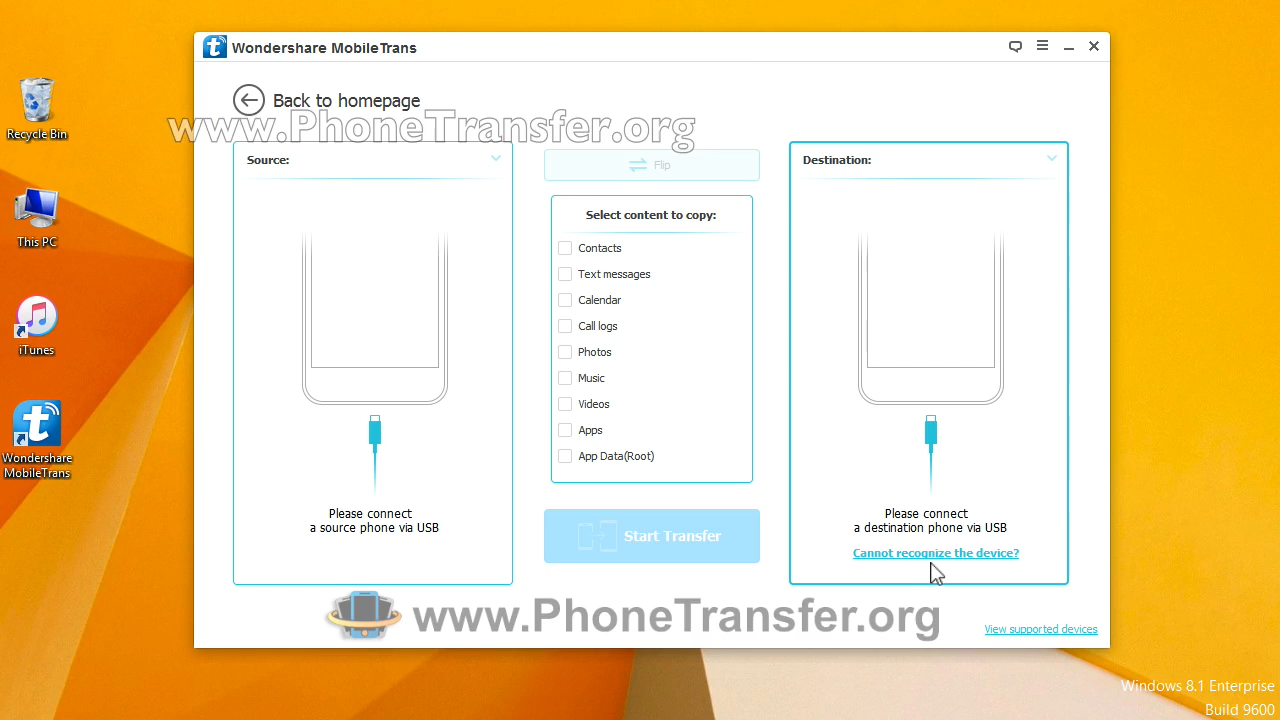 Wondershare MobileTrans
Back to homepage
www.PhoneTransfer.org
Source:
Please connect
a source phone via USB
Flip
Select content to copy:
Contacts
Text messages
Calendar
Call logs
Photos
Music
Videos
Apps
App Data(Root)
Start Transfer
Destination:
Please connect
a destination phone via USB
Cannot recognize the device?
www.PhoneTransfer.org
View supported devices
Recycle Bin
This PC
iTunes
Wondershare
MobileTrans
Windows 8.1 Enterprise
Build 9600